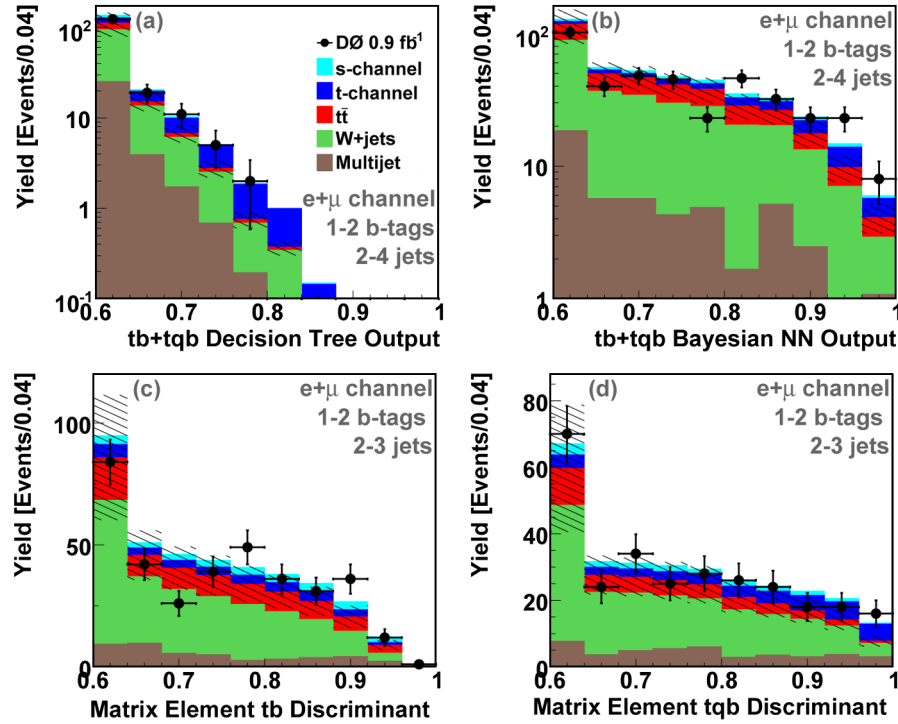 (a)
DØ 0.9 fb¹
s-channel
t-channel
tt̄
W+jets
Multijet
e+μ channel
1-2 b-tags
2-4 jets
Yield [Events/0.04]
10²
10
1
10⁻¹
0.6 0.7 0.8 0.9 1
tb+tqb Decision Tree Output
(b)
e+μ channel
1-2 b-tags
2-4 jets
Yield [Events/0.04]
10²
10
1
0.6 0.7 0.8 0.9 1
tb+tqb Bayesian NN Output
(c)
e+μ channel
1-2 b-tags
2-3 jets
Yield [Events/0.04]
100
50
0
0.6 0.7 0.8 0.9 1
Matrix Element tb Discriminant
(d)
e+μ channel
1-2 b-tags
2-3 jets
Yield [Events/0.04]
80
60
40
20
0
0.6 0.7 0.8 0.9 1
Matrix Element tqb Discriminant